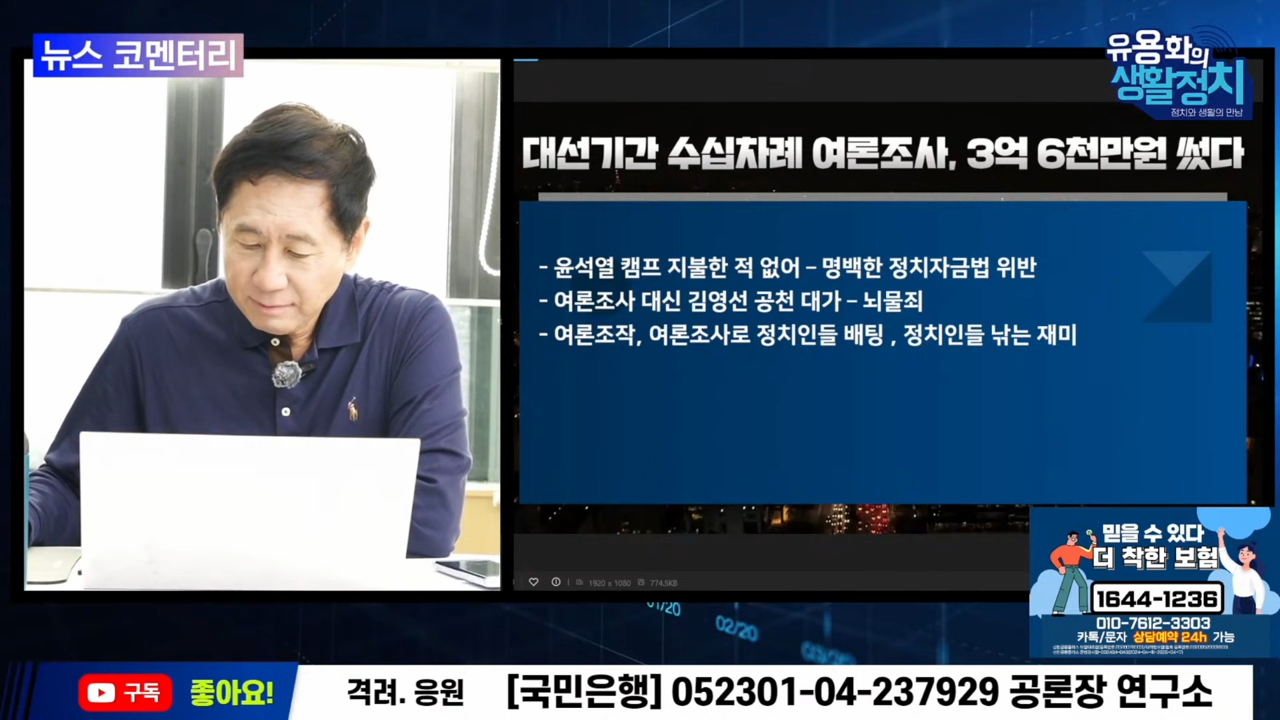 뉴스 코멘터리
유용화의
생활정치
정치와 생활의 만남
대선기간 수십차례 여론조사, 3억 6천만원 썼다
- 윤석열 캠프 지불한 적 없어 – 명백한 정치자금법 위반
- 여론조사 대신 김영선 공천 대가 – 뇌물죄
- 여론조작, 여론조사로 정치인들 배팅 , 정치인들 낚는 재미
1920 x 1080 774.5KB
01/20
02/20
믿을 수 있다
더 착한 보험
1644-1236
010-7612-3303
카톡/문자 상담예약 24h 가능
구독 좋아요!
격려. 응원 [국민은행] 052301-04-237929 공론장 연구소